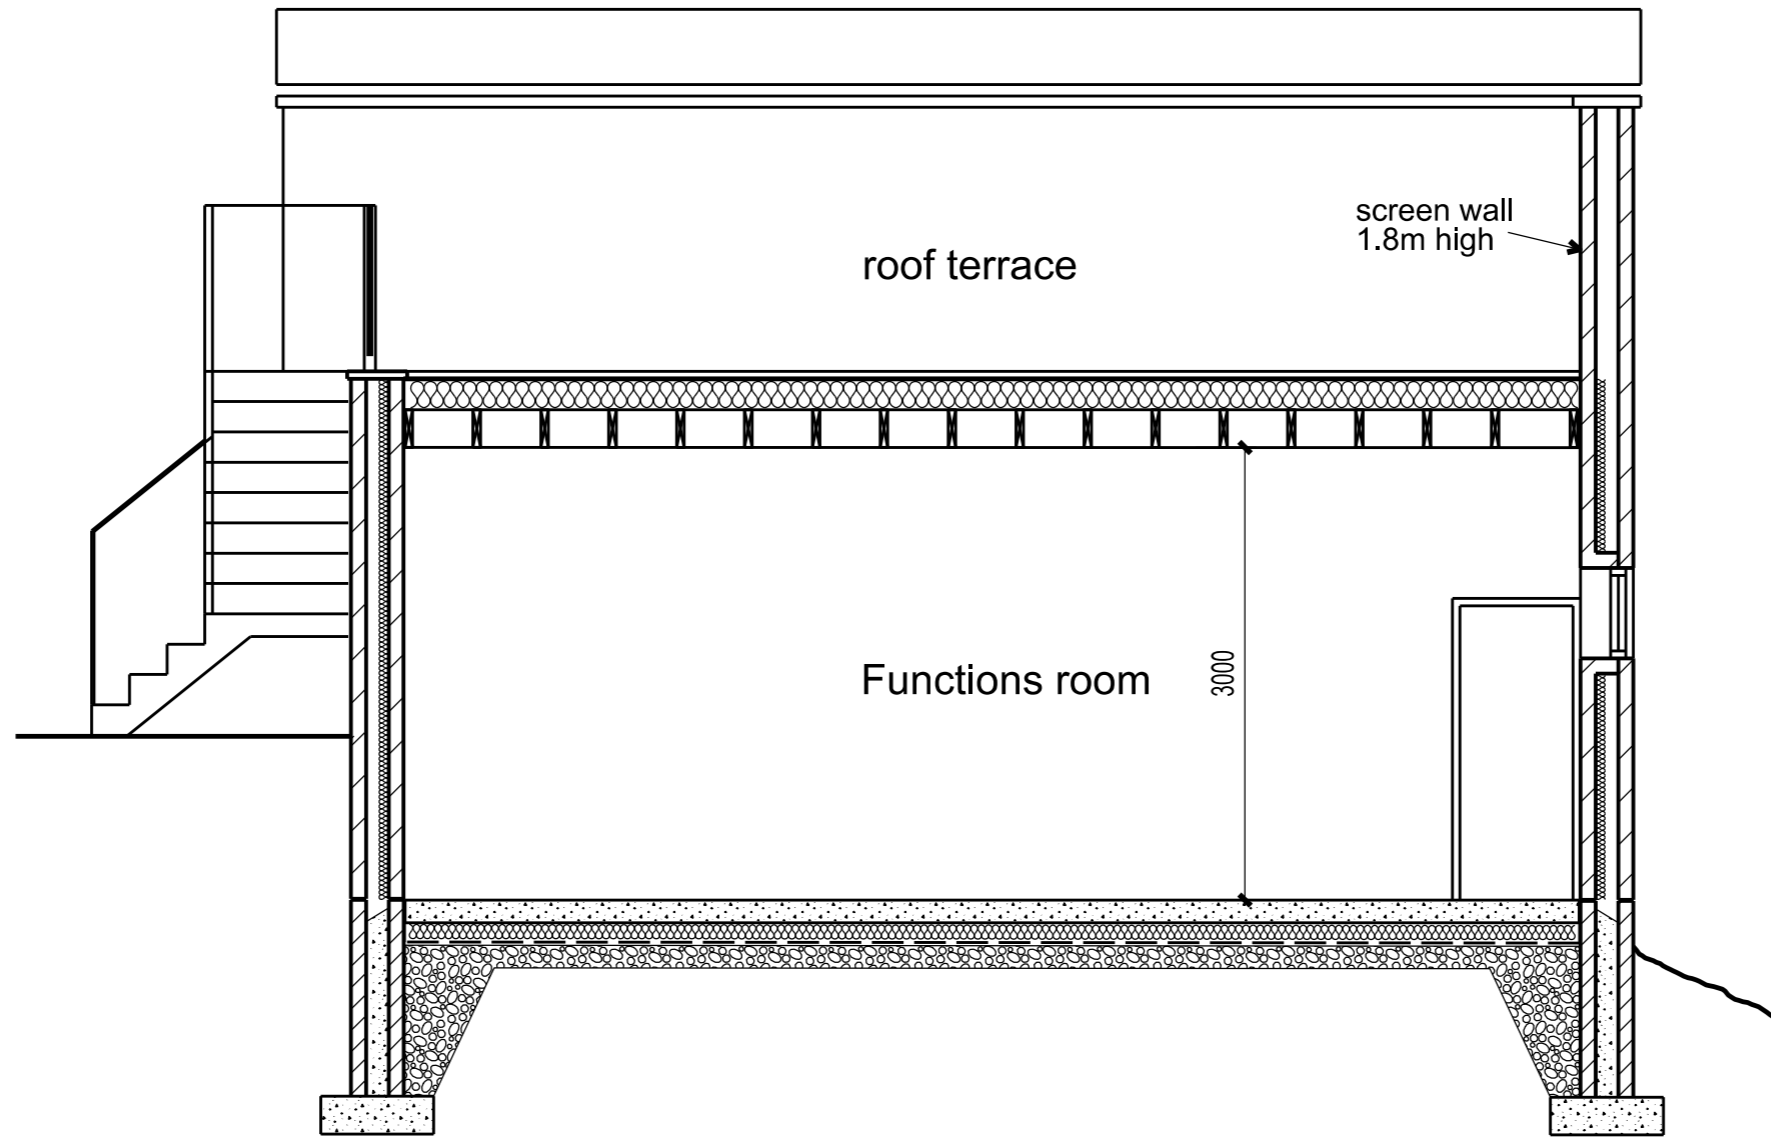 screen wall
1.8m high
roof terrace
Functions room
3000